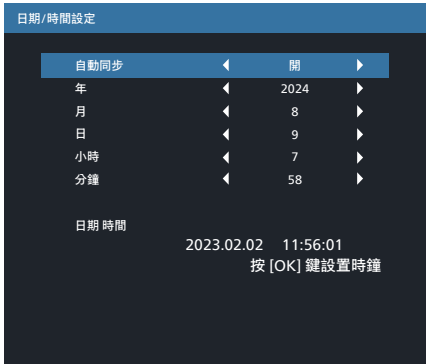 日期/時間設定
自動同步 開
年 2024
月 8
日 9
小時 7
分鐘 58
日期 時間
2023.02.02 11:56:01
按 [OK] 鍵設置時鐘